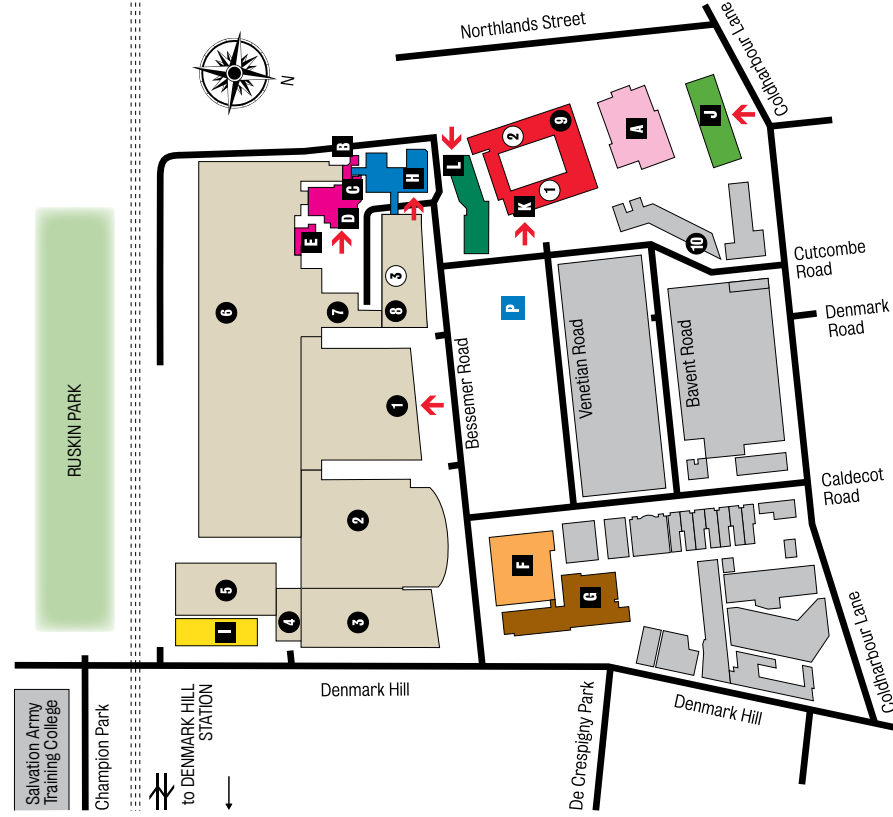 Northlands Street
Coldharbour Lane
N
B
L
2
9
A
J
C
H
1
K
D
E
10
Cutcombe
Road
3
6
7
8
P
Denmark
Road
RUSKIN PARK
1
Bessemer Road
Venetian Road
Bavent Road
Caldecot
Road
2
5
F
G
4
3
I
Coldharbour Lane
Denmark Hill
Denmark Hill
Salvation Army
Training College
Champion Park
to DENMARK HILL
STATION
De Crespigny Park